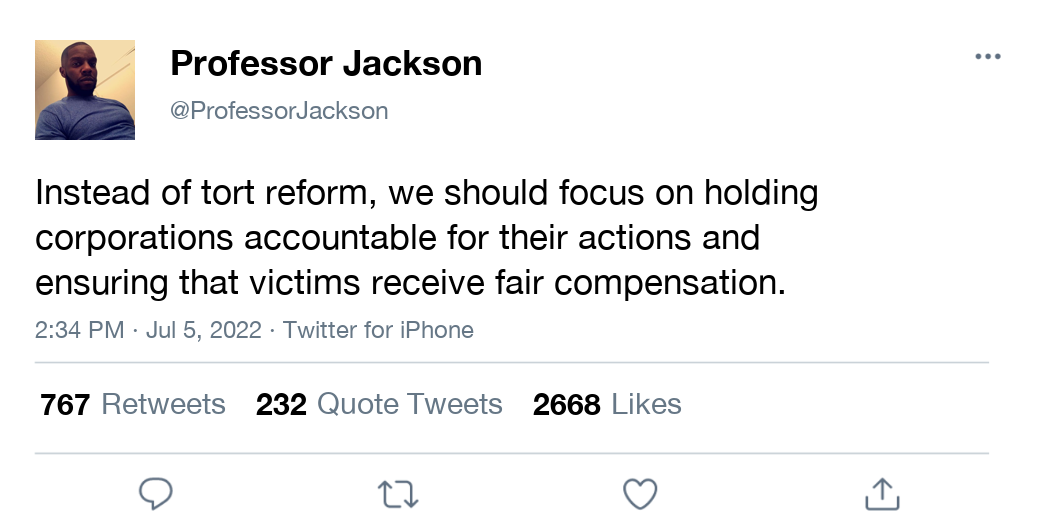 Professor Jackson
@ProfessorJackson
Instead of tort reform, we should focus on holding
corporations accountable for their actions and
ensuring that victims receive fair compensation.
2:34 PM · Jul 5, 2022 · Twitter for iPhone
767 Retweets 232 Quote Tweets 2668 Likes